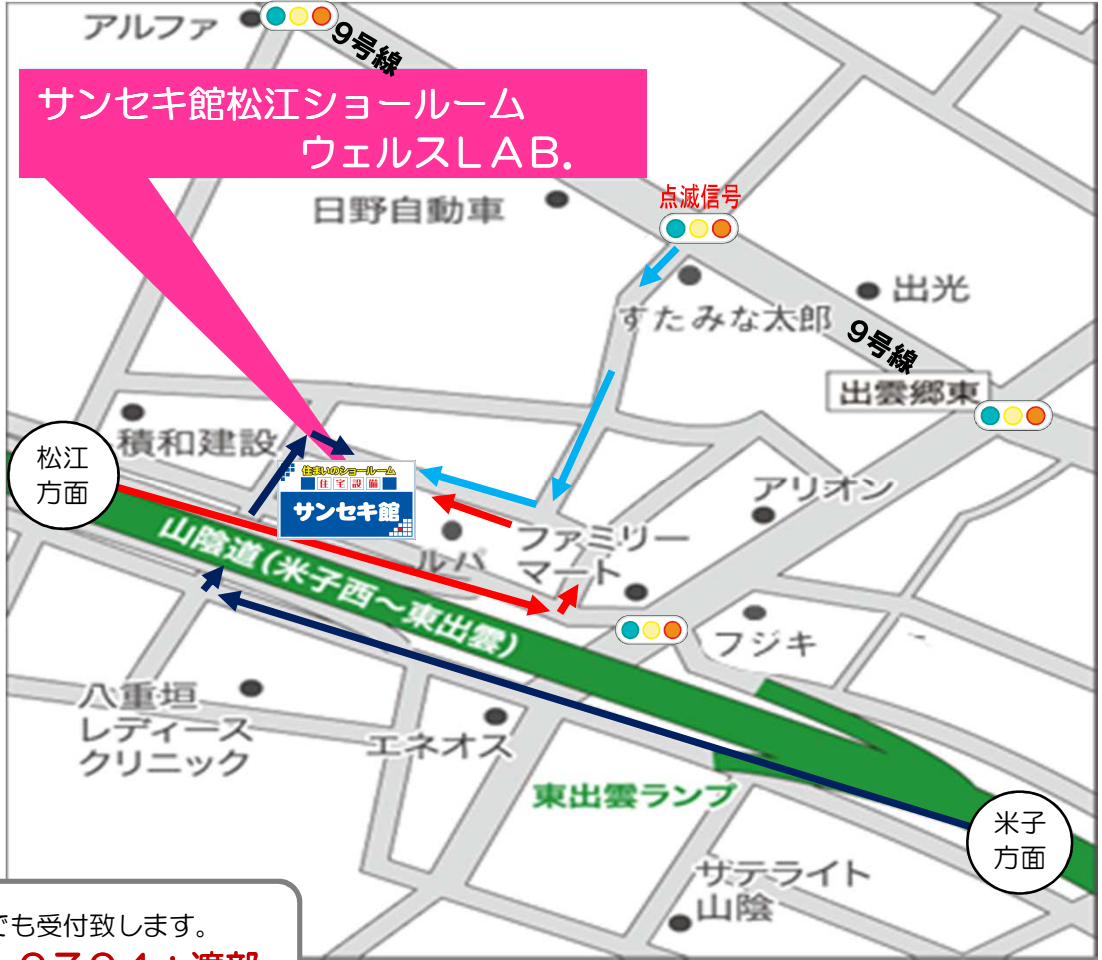 アルファ
9号線
サンセキ館松江ショールーム
ウェルスLAB.
日野自動車
点滅信号
出光
すたみな太郎
9号線
出雲郷東
積和建設
松江
方面
住まいのショールーム
サンセキ館
アリオン
ファミリー
マート
ルパ
山陰道(米子西~東出雲)
フジキ
八重垣
レディース
クリニック
エネオス
東出雲ランプ
米子
方面
サテライト
山陰
でも受付致します。